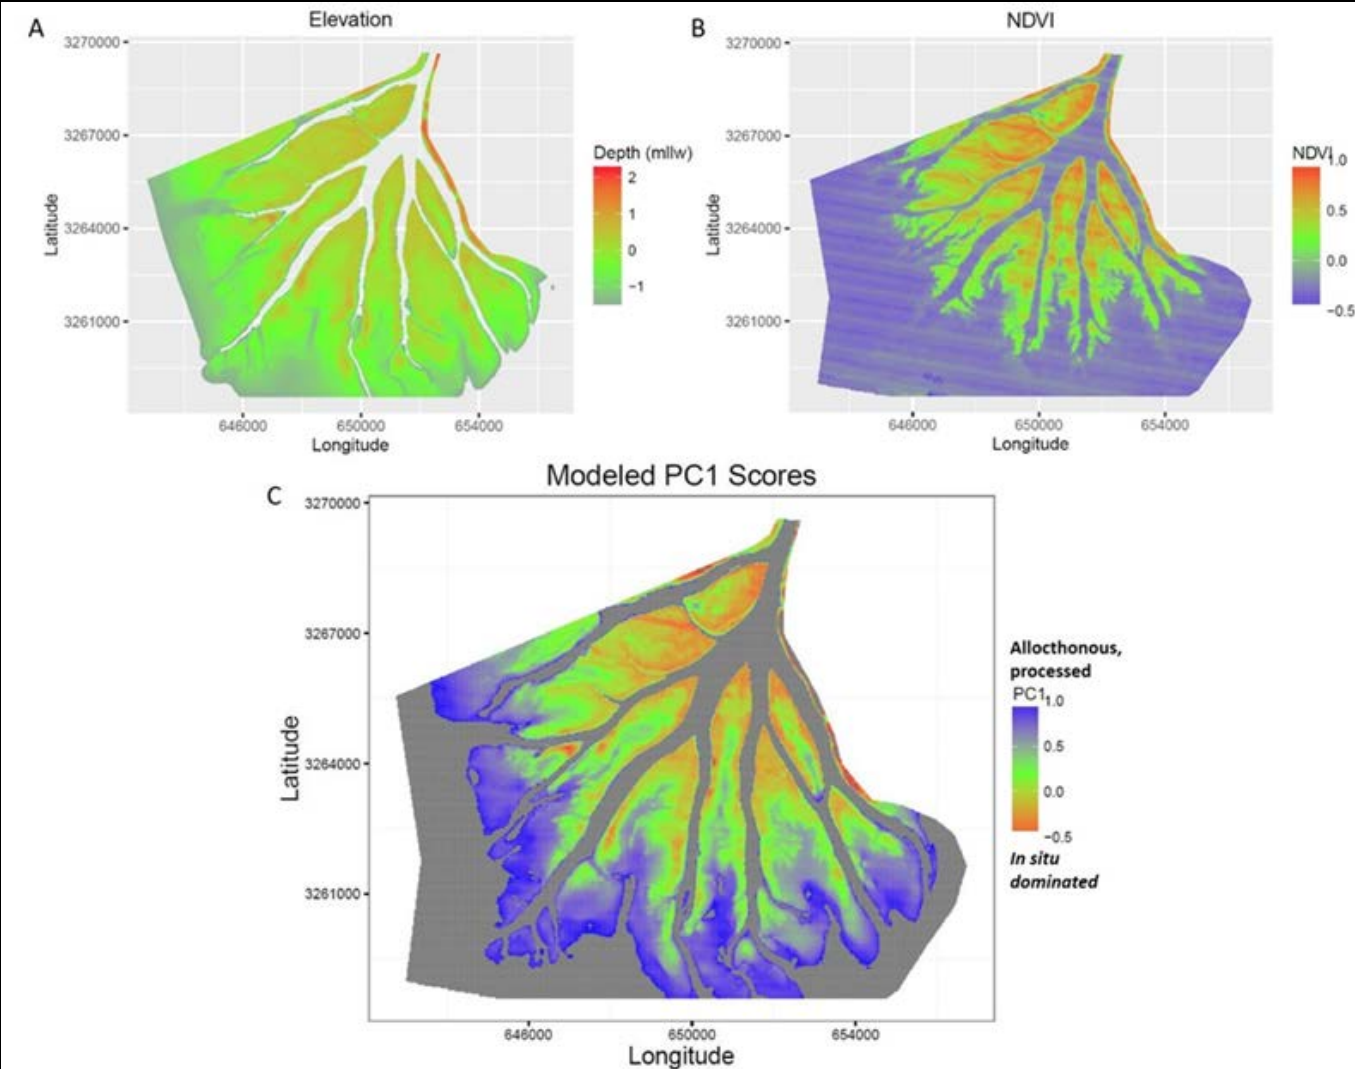 A
Elevation
3270000
3267000
3264000
3261000
Latitude
646000 650000 654000
Longitude
Depth (mllw)
2
1
0
−1
B
NDVI
3270000
3267000
3264000
3261000
Latitude
646000 650000 654000
Longitude
NDVI
1.0
0.5
0.0
−0.5
Modeled PC1 Scores
C
3270000
3267000
3264000
3261000
Latitude
646000 650000 654000
Longitude
Allocthonous,
processed
PC1
1.0
0.5
0.0
−0.5
In situ
dominated